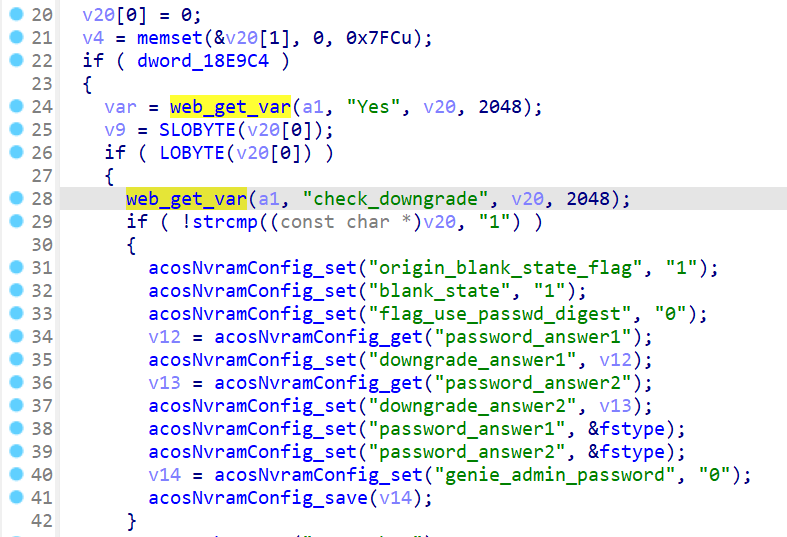 20 v20[0] = 0;
21 v4 = memset(&v20[1], 0, 0x7FCu);
22 if ( dword_18E9C4 )
23 {
24 var = web_get_var(a1, "Yes", v20, 2048);
25 v9 = SLOBYTE(v20[0]);
26 if ( LOBYTE(v20[0]) )
27 {
28 web_get_var(a1, "check_downgrade", v20, 2048);
29 if ( !strcmp((const char *)v20, "1") )
30 {
31 acosNvramConfig_set("origin_blank_state_flag", "1");
32 acosNvramConfig_set("blank_state", "1");
33 acosNvramConfig_set("flag_use_passwd_digest", "0");
34 v12 = acosNvramConfig_get("password_answer1");
35 acosNvramConfig_set("downgrade_answer1", v12);
36 v13 = acosNvramConfig_get("password_answer2");
37 acosNvramConfig_set("downgrade_answer2", v13);
38 acosNvramConfig_set("password_answer1", &fstype);
39 acosNvramConfig_set("password_answer2", &fstype);
40 v14 = acosNvramConfig_set("genie_admin_password", "0");
41 acosNvramConfig_save(v14);
42 }